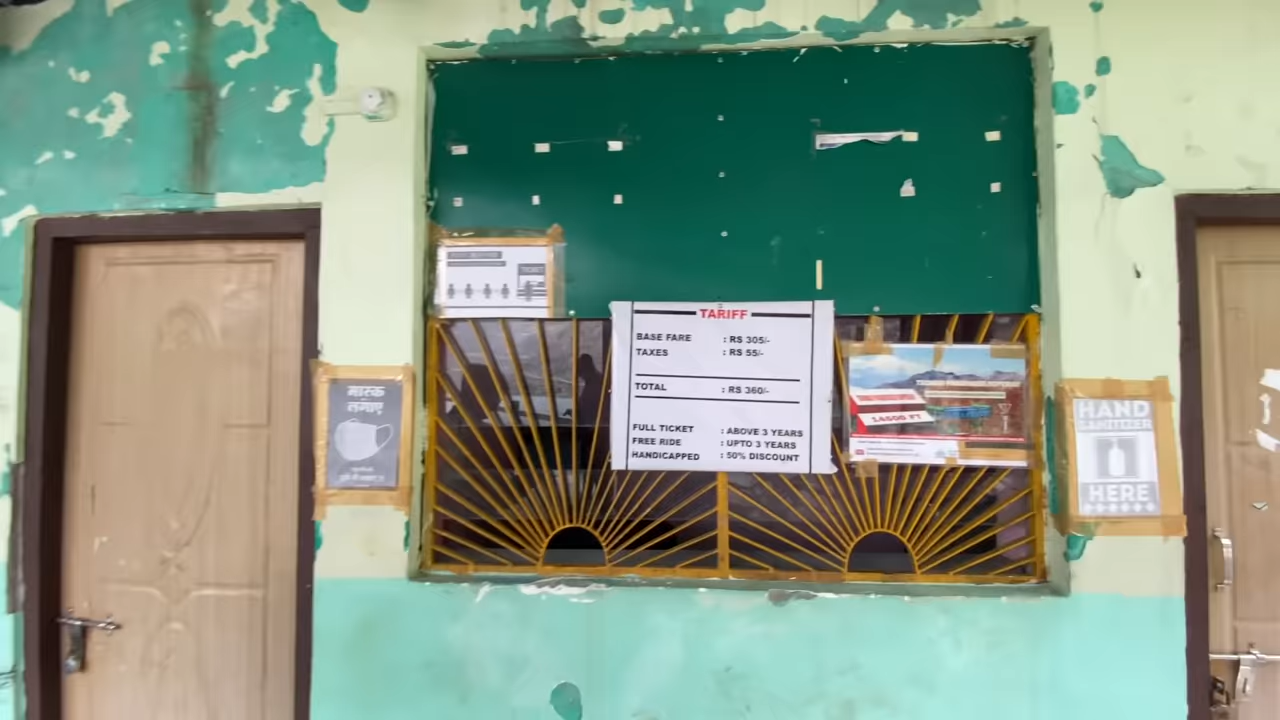 TICKET
TARIFF
BASE FARE : RS 305/-
TAXES : RS 55/-
TOTAL : RS 360/-
FULL TICKET : ABOVE 3 YEARS
FREE RIDE : UPTO 3 YEARS
HANDICAPPED : 50% DISCOUNT
मास्क
लगाए
14500 FT
HAND
SANITIZER
HERE